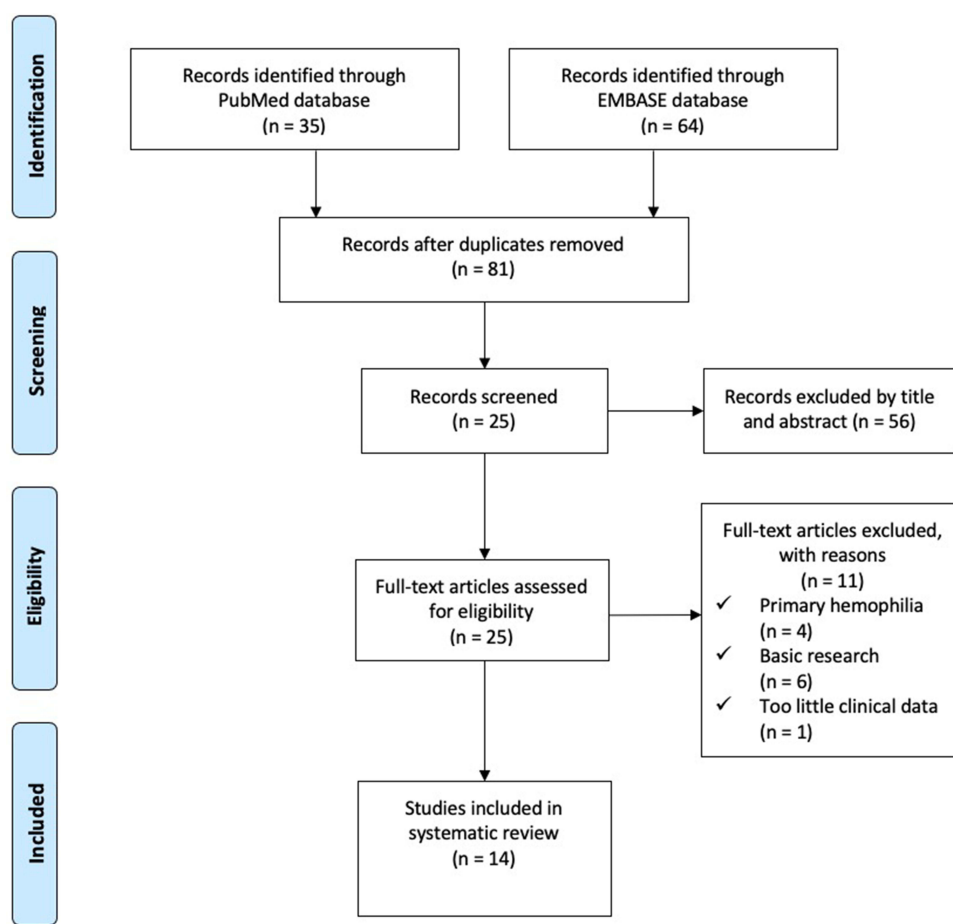 Identification
Records identified through
PubMed database
(n = 35)
Records identified through
EMBASE database
(n = 64)
Records after duplicates removed
(n = 81)
Screening
Records screened
(n = 25)
Records excluded by title
and abstract (n = 56)
Eligibility
Full-text articles assessed
for eligibility
(n = 25)
Full-text articles excluded,
with reasons
(n = 11)
✓ Primary hemophilia
(n = 4)
✓ Basic research
(n = 6)
✓ Too little clinical data
(n = 1)
Included
Studies included in
systematic review
(n = 14)